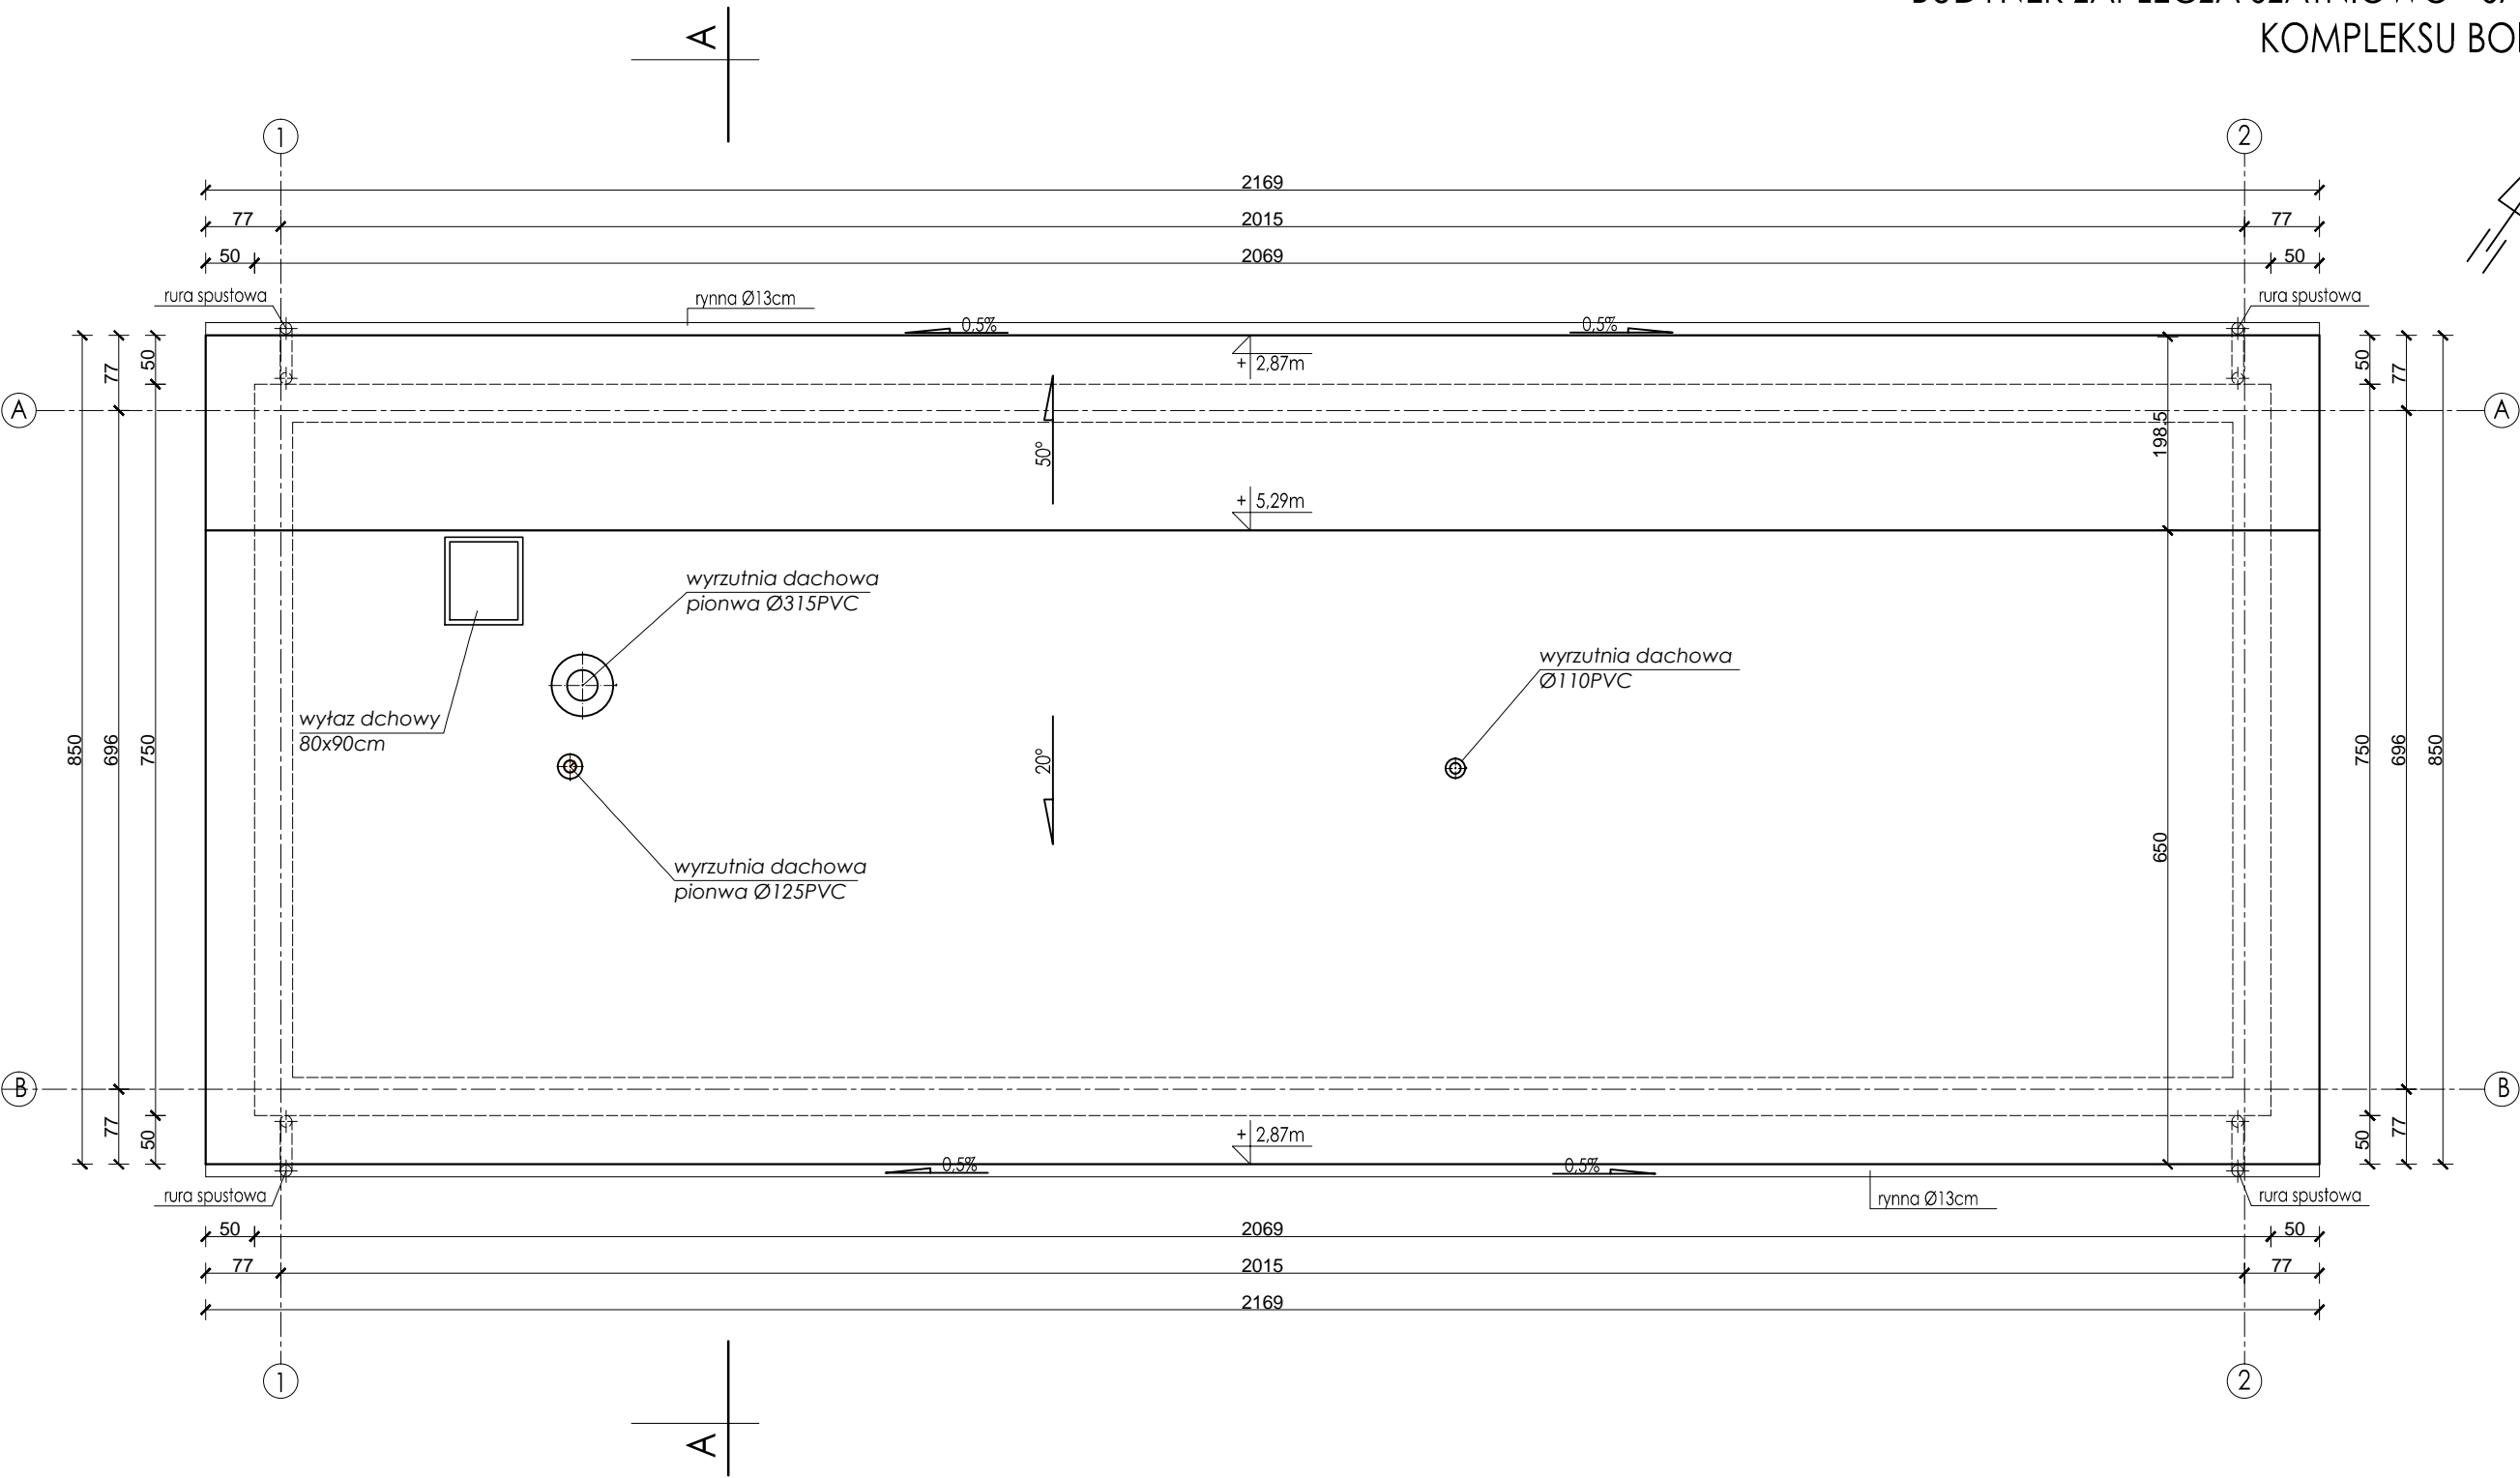 KOMPLEKSU
A
1
2
2169
77
2015
77
50
2069
50
rura spustowa
rynna Ø13cm
rura spustowa
0,5%
0,5%
+ 2,87m
50
77
50
77
A
A
198.5
50°
+ 5,29m
wyrzutnia dachowa
pionwa Ø315PVC
wyrzutnia dachowa
Ø110PVC
wyłaz dchowy
80x90cm
850
696
750
20°
750
696
850
650
wyrzutnia dachowa
pionwa Ø125PVC
B
B
77
50
+ 2,87m
50
77
0,5%
0,5%
rura spustowa
rynna Ø13cm
rura spustowa
50
2069
50
77
2015
77
2169
1
2
A